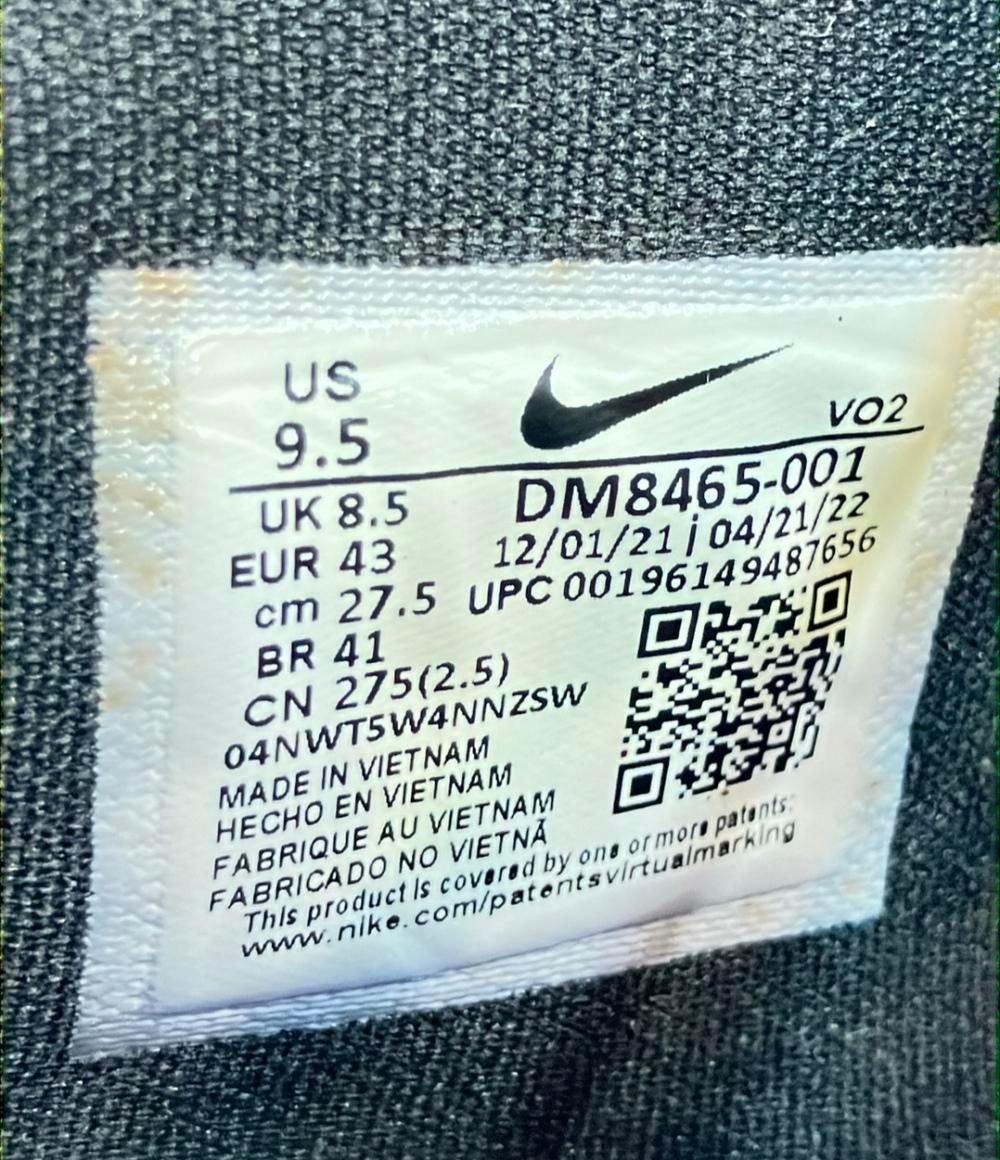 US
9.5
VO2
UK 8.5
DM8465-001
EUR 43
12/01/21 | 04/21/22
cm 27.5
UPC 00196149487656
BR 41
CN 275(2.5)
04NWT5W4NNZSW
MADE IN VIETNAM
HECHO EN VIETNAM
FABRIQUE AU VIETNAM
FABRICADO NO VIETNÃ
This product is covered by one or more patents:
www.nike.com/patentsvirtualmarking